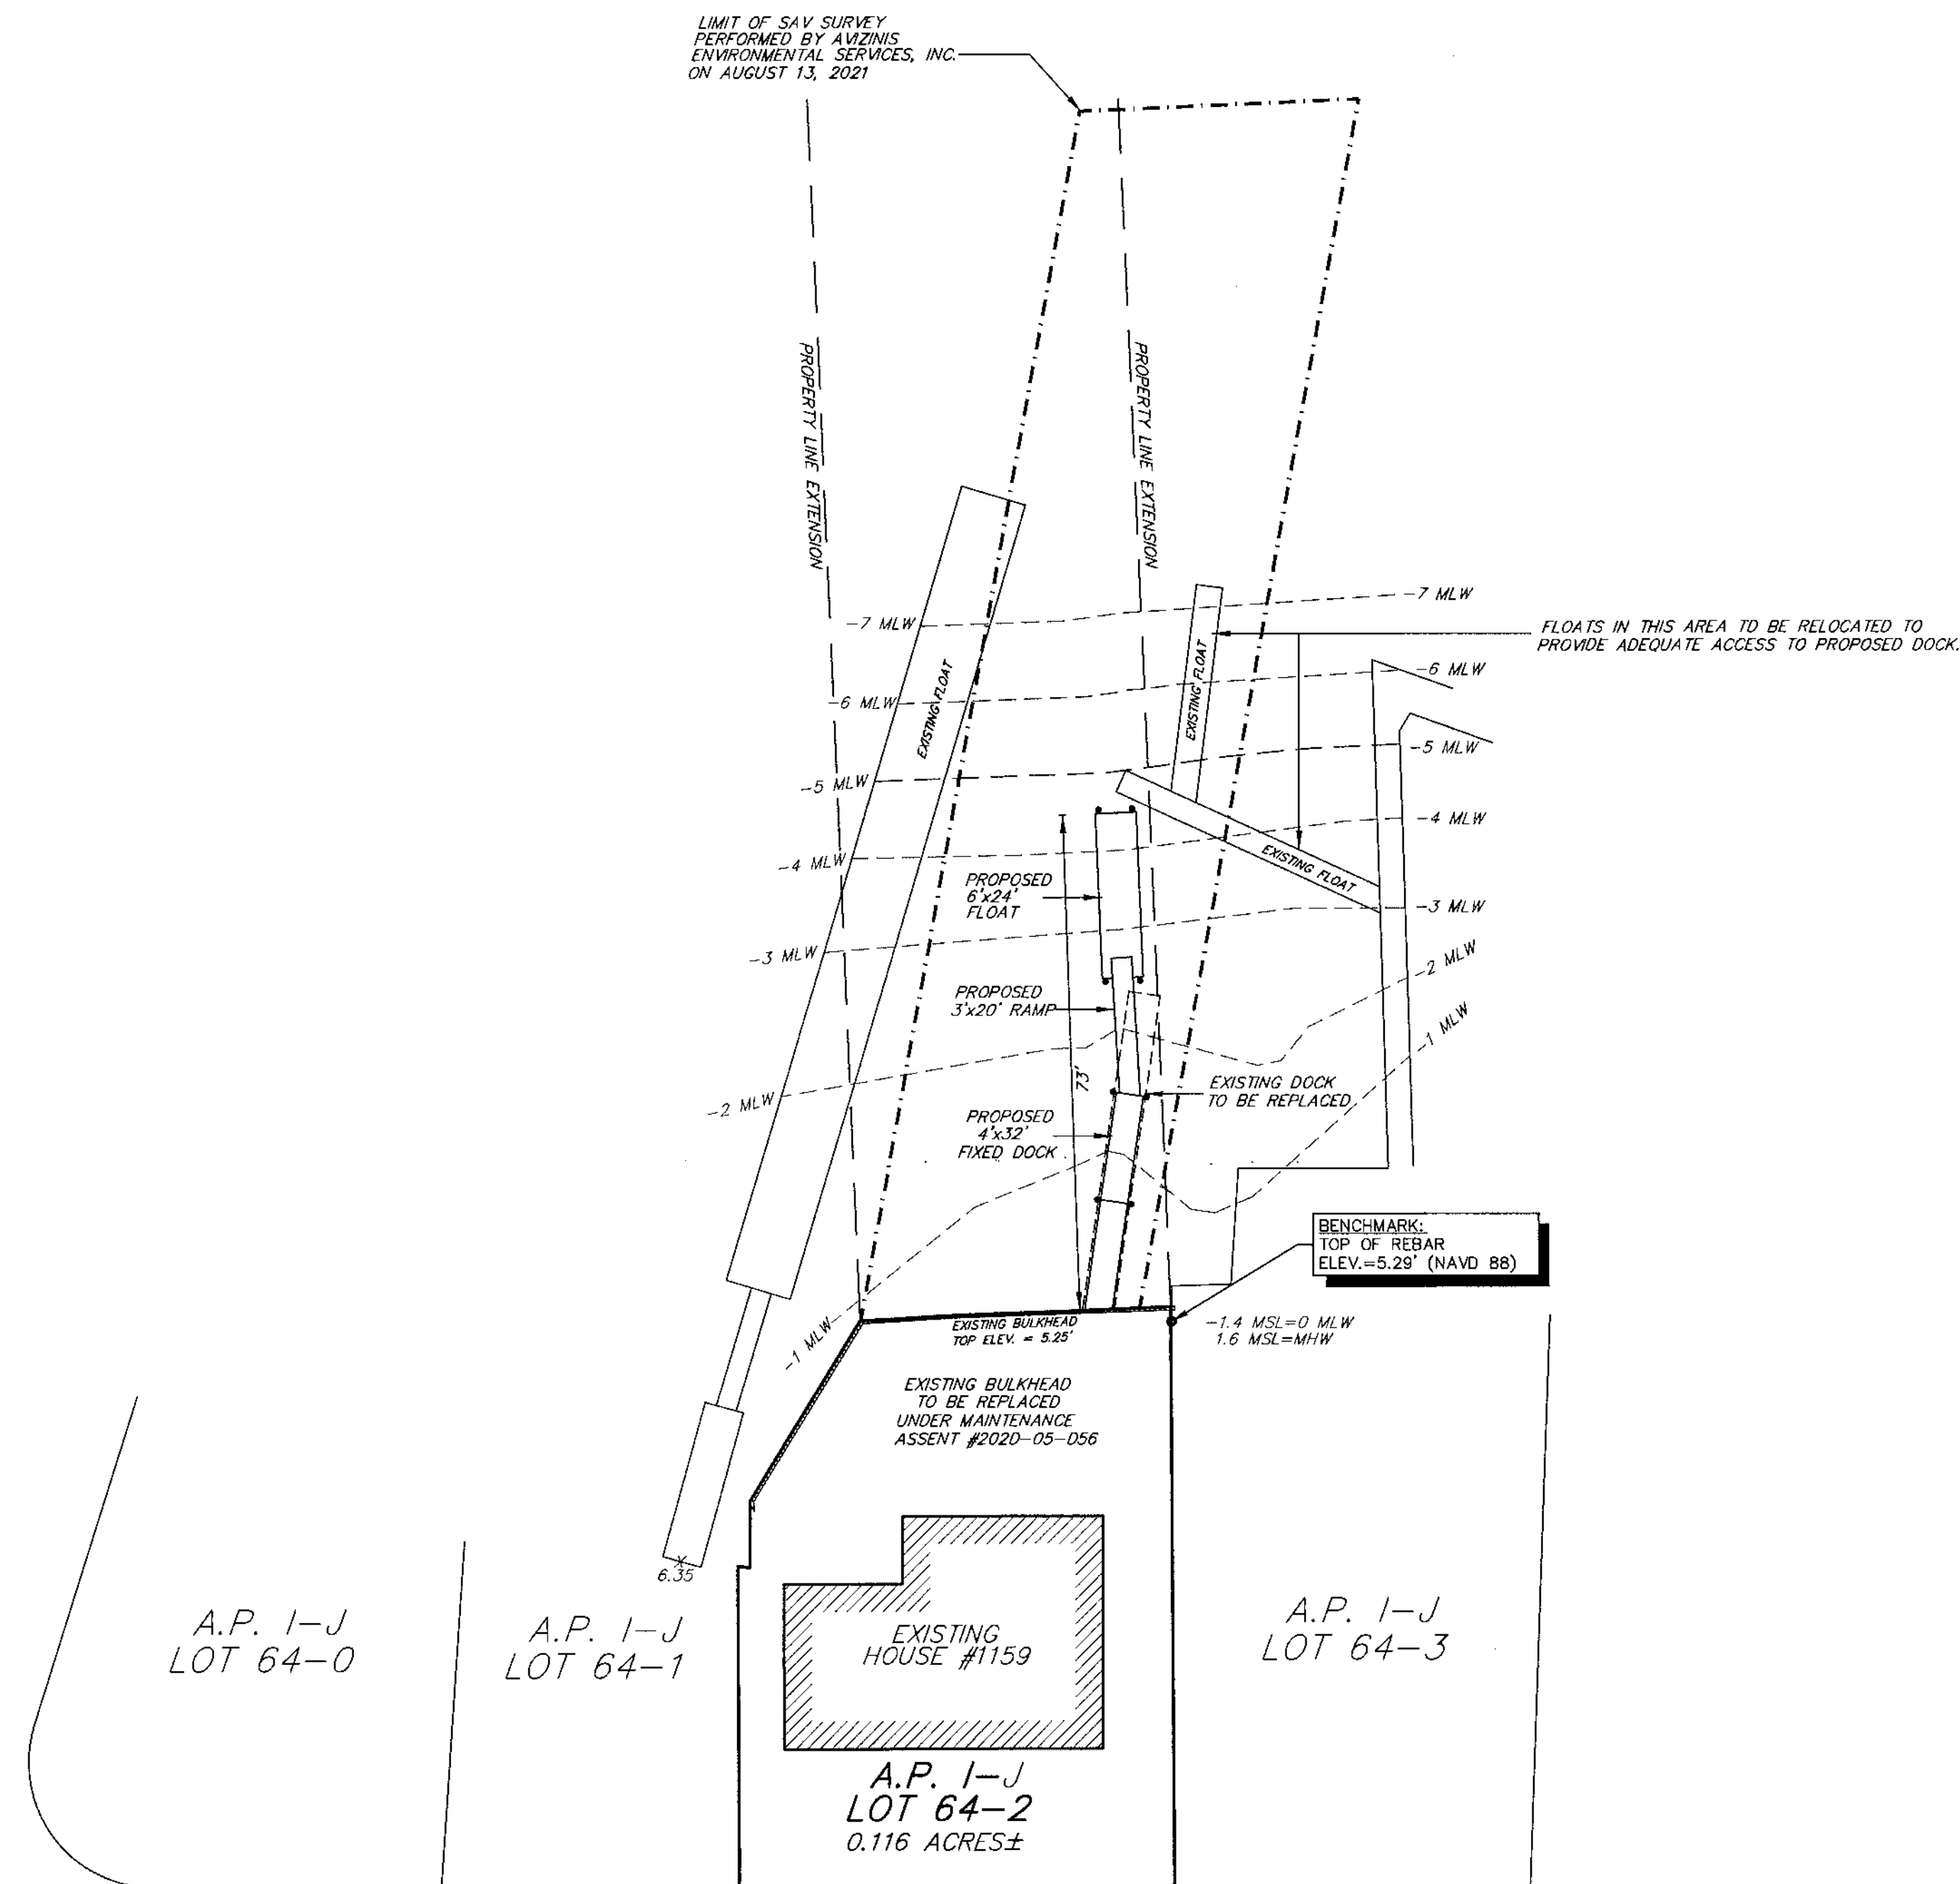 LIMIT OF SAV SURVEY
PERFORMED BY AVIZINIS
ENVIRONMENTAL SERVICES, INC.
ON AUGUST 13, 2021
PROPERTY LINE EXTENSION
PROPERTY LINE EXTENSION
-7 MLW
-7 MLW
FLOATS IN THIS AREA TO BE RELOCATED TO
PROVIDE ADEQUATE ACCESS TO PROPOSED DOCK.
EXISTING FLOAT
EXISTING FLOAT
-6 MLW
-6 MLW
-5 MLW
-5 MLW
-4 MLW
-4 MLW
EXISTING FLOAT
PROPOSED
6'x24'
FLOAT
-3 MLW
-3 MLW
-2 MLW
PROPOSED
3'x20' RAMP
-1 MLW
73'
EXISTING DOCK
TO BE REPLACED
-2 MLW
PROPOSED
4'x32'
FIXED DOCK
BENCHMARK:
TOP OF REBAR
ELEV.=5.29' (NAVD 88)
-1 MLW
EXISTING BULKHEAD
TOP ELEV. = 5.25'
-1.4 MSL=0 MLW
1.6 MSL=MHW
EXISTING BULKHEAD
TO BE REPLACED
UNDER MAINTENANCE
ASSENT #2020-05-056
6.35
A.P. I-J
LOT 64-0
A.P. I-J
LOT 64-1
EXISTING
HOUSE #1159
A.P. I-J
LOT 64-3
A.P. I-J
LOT 64-2
0.116 ACRES±